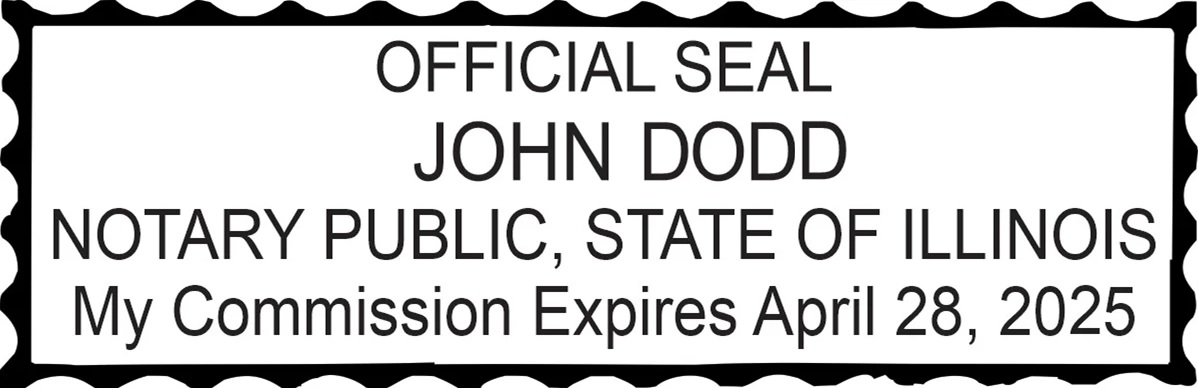 OFFICIAL SEAL
JOHN DODD
NOTARY PUBLIC, STATE OF ILLINOIS
My Commission Expires April 28, 2025